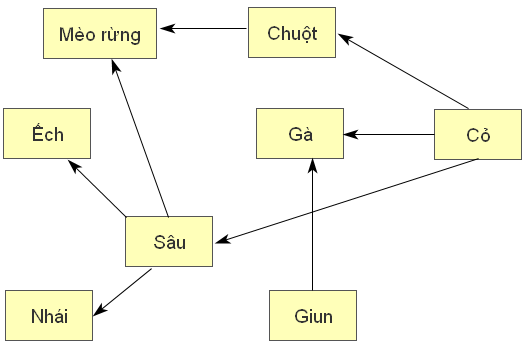 Mèo rừng
Chuột
Ếch
Gà
Cỏ
Sâu
Nhái
Giun